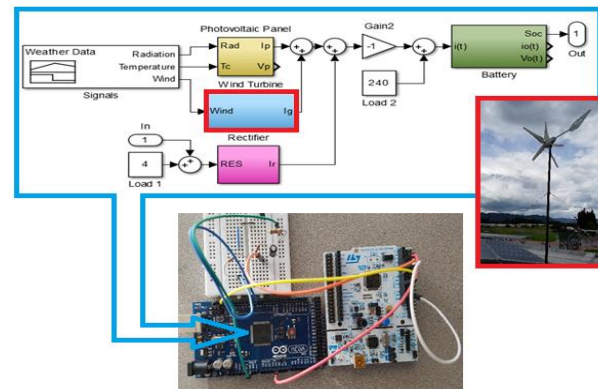 Photovoltaic Panel
Weather Data
Radiation
Temperature
Wind
Signals
Rad
Ip
Tc
Vp
Wind Turbine
Wind
Ig
Gain2
-1
240
Load 2
i(t)
Soc
io(t)
Vo(t)
Battery
1
Out
In
1
4
Load 1
Rectifier
RES
Ir
ARDUINO